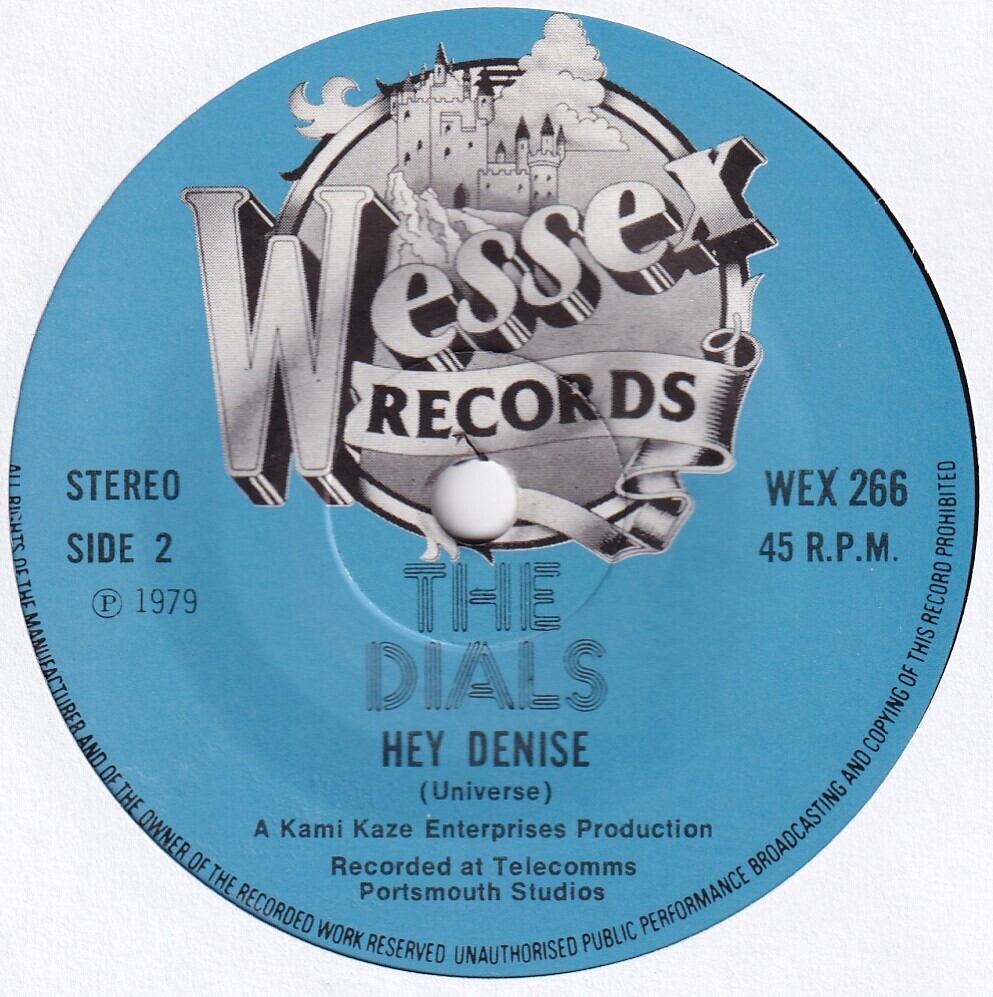 Wessex
RECORDS
STEREO
SIDE 2
℗ 1979
WEX 266
45 R.P.M.
THE
DIALS
HEY DENISE
(Universe)
A Kami Kaze Enterprises Production
Recorded at Telecomms
Portsmouth Studios
ALL RIGHTS OF THE MANUFACTURER AND OF THE OWNER OF THE RECORDED WORK RESERVED UNAUTHORISED PUBLIC PERFORMANCE BROADCASTING AND COPYING OF THIS RECORD PROHIBITED